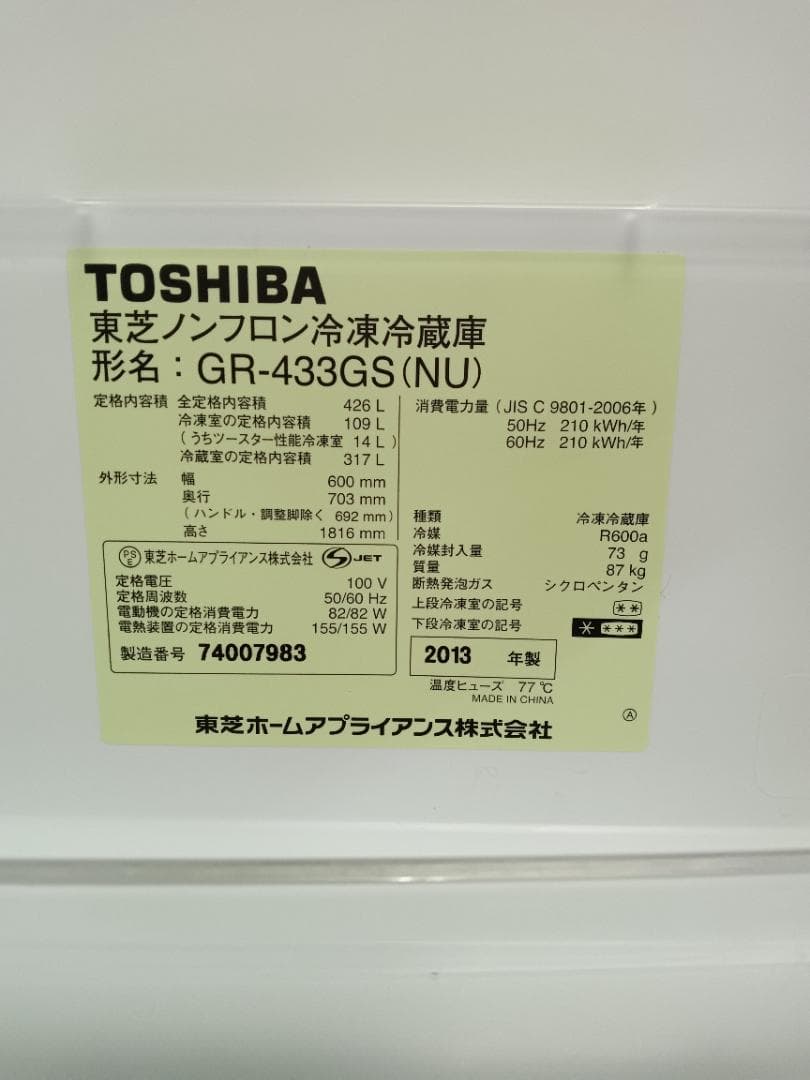 TOSHIBA
東芝ノンフロン冷凍冷蔵庫
形名：GR-433GS(NU)
定格内容積 全定格内容積 426 L
冷凍室の定格内容積 109 L
（うちツースター性能冷凍室 14 L）
冷蔵室の定格内容積 317 L
外形寸法 幅 600 mm
奥行 703 mm
（ハンドル・調整脚除く 692 mm）
高さ 1816 mm
PSE 東芝ホームアプライアンス株式会社 S JET
定格電圧 100 V
定格周波数 50/60 Hz
電動機の定格消費電力 82/82 W
電熱装置の定格消費電力 155/155 W
製造番号 74007983
消費電力量（JIS C 9801-2006年）
50Hz 210 kWh/年
60Hz 210 kWh/年
種類 冷凍冷蔵庫
冷媒 R600a
冷媒封入量 73 g
質量 87 kg
断熱発泡ガス シクロペンタン
上段冷凍室の記号 **
下段冷凍室の記号 * ***
2013 年製
温度ヒューズ 77℃
MADE IN CHINA
Ⓐ
東芝ホームアプライアンス株式会社